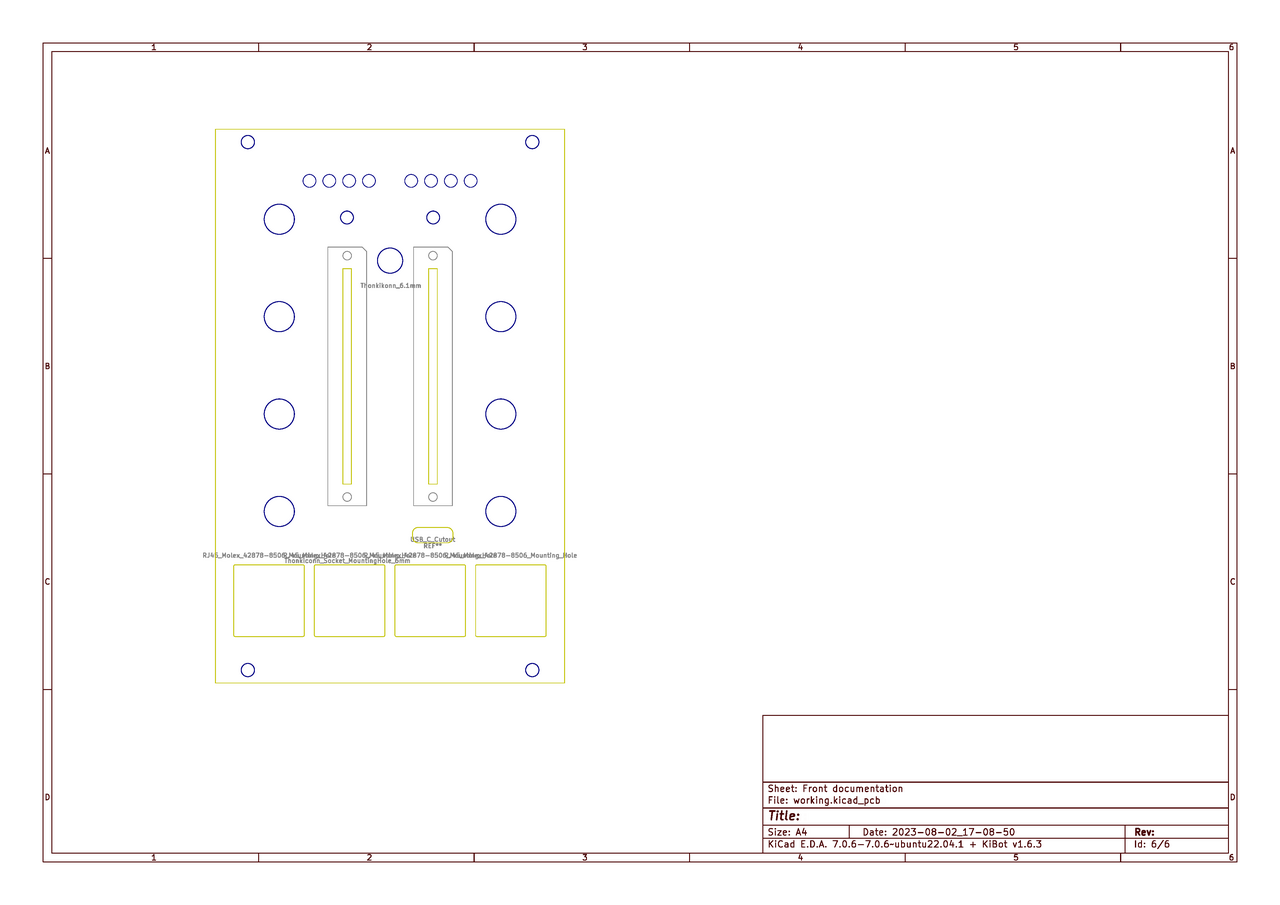 1 2 3 4 5 6
A A
Thonkikonn_6.1mm
B B
USB_C_Cutout
REF**
RJ45_Molex_42878-8506_Mounting_Hole
Thonkiconn_Socket_MountingHole_6mm
C C
D D
Sheet: Front documentation
File: working.kicad_pcb
Title:
Size: A4 Date: 2023-08-02_17-08-50 Rev:
KiCad E.D.A. 7.0.6-7.0.6~ubuntu22.04.1 + KiBot v1.6.3 Id: 6/6
1 2 3 4 5 6